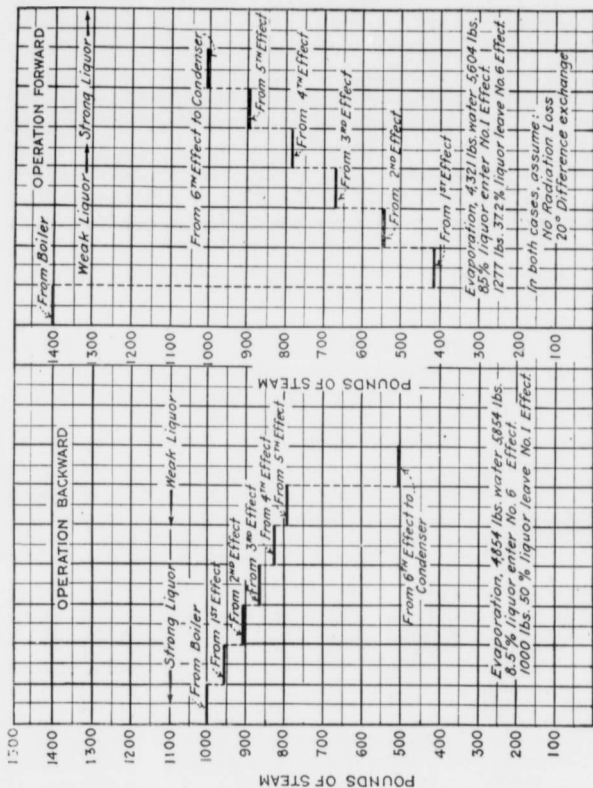 OPERATION BACKWARD
Strong Liquor
Weak Liquor
From Boiler
From 1ST Effect
From 2ND Effect
From 3RD Effect
From 4TH Effect
From 5TH Effect
From 6TH Effect to
Condenser
Evaporation, 4,854 lbs. water 5,854 lbs.
8.5% liquor enter No. 6 Effect.
1000 lbs. 50% liquor leave No. 1 Effect.
POUNDS OF STEAM
1500
1400
1300
1200
1100
1000
900
800
700
600
500
400
300
200
100
OPERATION FORWARD
From Boiler
Weak Liquor
Strong Liquor
From 6TH Effect to Condenser
From 5TH Effect
From 4TH Effect
From 3RD Effect
From 2ND Effect
From 1ST Effect
Evaporation, 4,321 lbs. water 5,604 lbs.
8.5% liquor enter No. 1 Effect.
1277 lbs. 37.2% liquor leave No. 6 Effect.
In both cases, assume:
No Radiation Loss
20° Difference exchange
POUNDS OF STEAM
1400
1300
1200
1100
1000
900
800
700
600
500
400
300
200
100